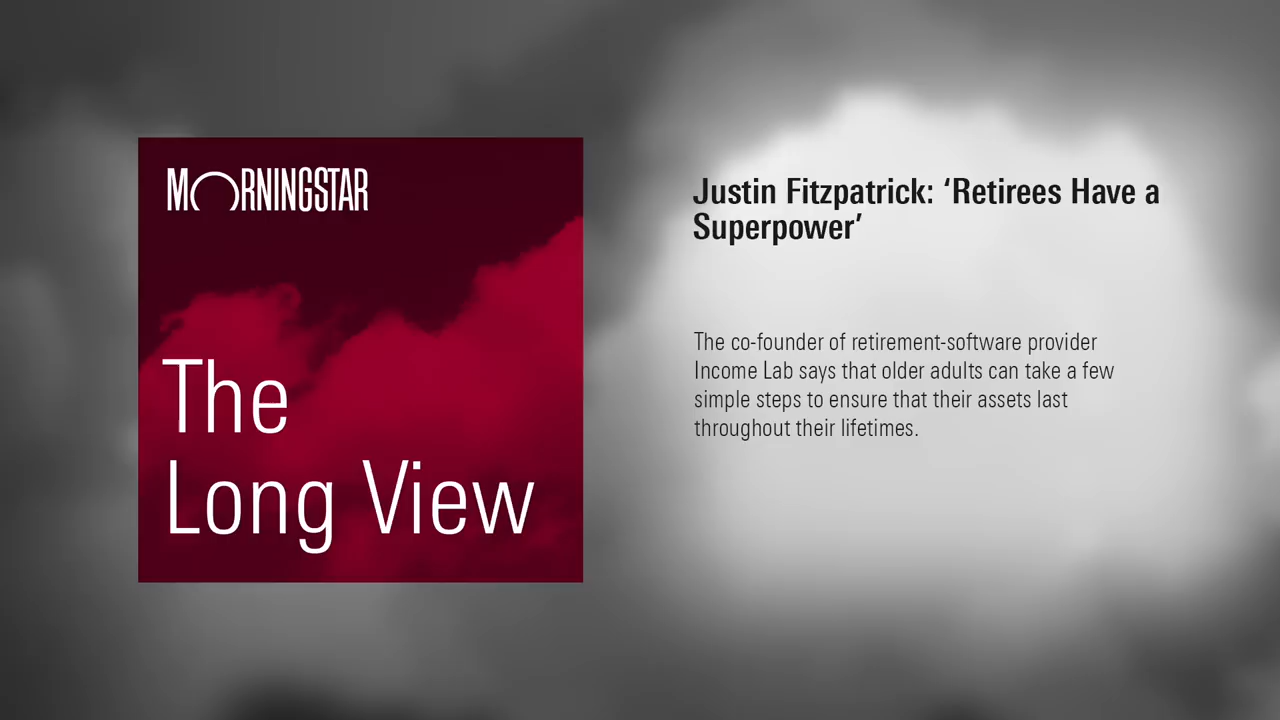 MORNINGSTAR
The
Long View
Justin Fitzpatrick: ‘Retirees Have a
Superpower’
The co-founder of retirement-software provider
Income Lab says that older adults can take a few
simple steps to ensure that their assets last
throughout their lifetimes.